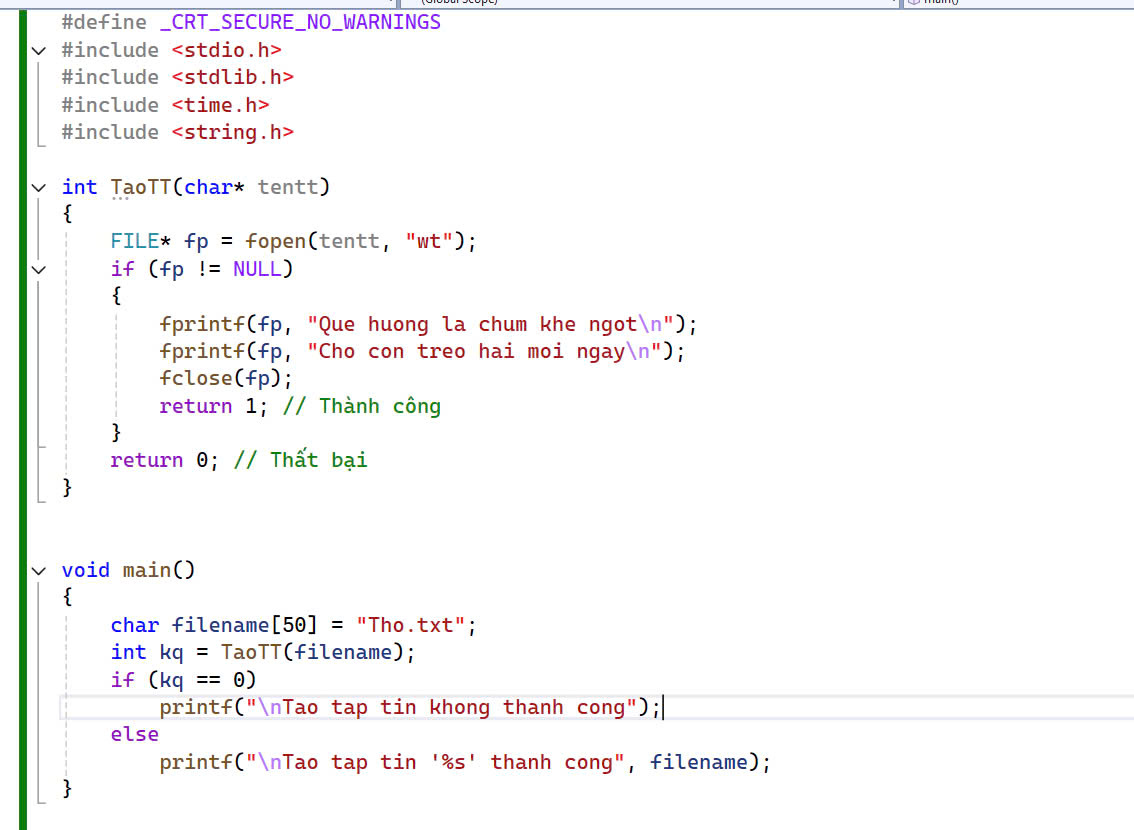 (Global Scope) main()
#define _CRT_SECURE_NO_WARNINGS
#include <stdio.h>
#include <stdlib.h>
#include <time.h>
#include <string.h>
int TaoTT(char* tentt)
{
FILE* fp = fopen(tentt, "wt");
if (fp != NULL)
{
fprintf(fp, "Que huong la chum khe ngot\n");
fprintf(fp, "Cho con treo hai moi ngay\n");
fclose(fp);
return 1; // Thành công
}
return 0; // Thất bại
}
void main()
{
char filename[50] = "Tho.txt";
int kq = TaoTT(filename);
if (kq == 0)
printf("\nTao tap tin khong thanh cong");
else
printf("\nTao tap tin '%s' thanh cong", filename);
}